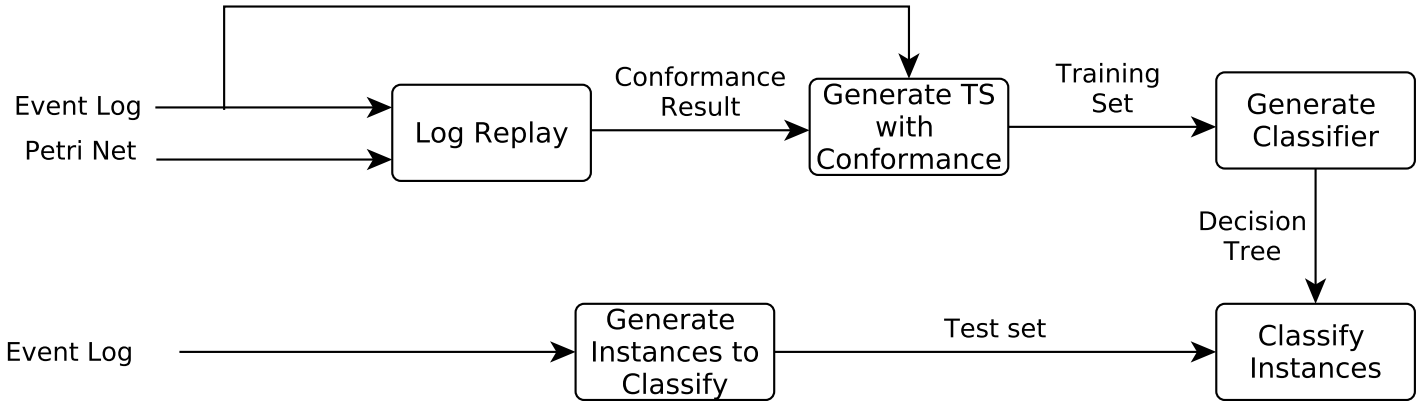 Event Log
Petri Net
Log Replay
Conformance
Result
Generate TS
with
Conformance
Training
Set
Generate
Classifier
Decision
Tree
Event Log
Generate
Instances to
Classify
Test set
Classify
Instances